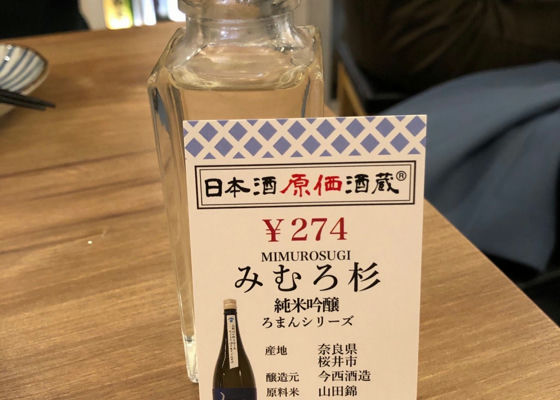 日本酒原価酒蔵®
￥274
MIMUROSUGI
みむろ杉
純米吟醸
ろまんシリーズ
産地 奈良県
桜井市
醸造元 今西酒造
原料米 山田錦